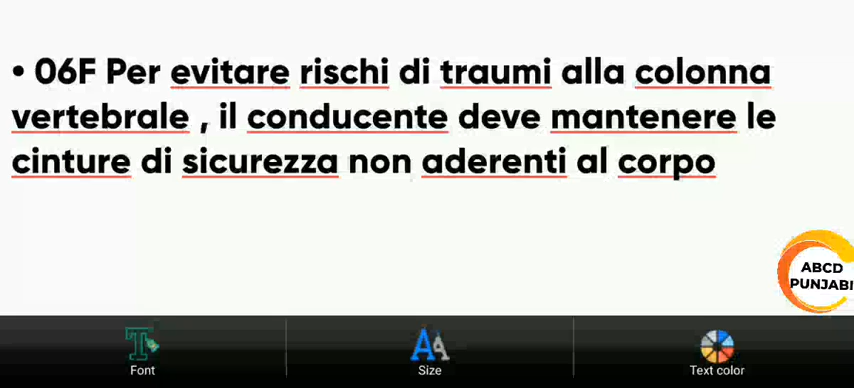 • 06F Per evitare rischi di traumi alla colonna
vertebrale , il conducente deve mantenere le
cinture di sicurezza non aderenti al corpo
ABCD
PUNJABI
Font
Size
Text color